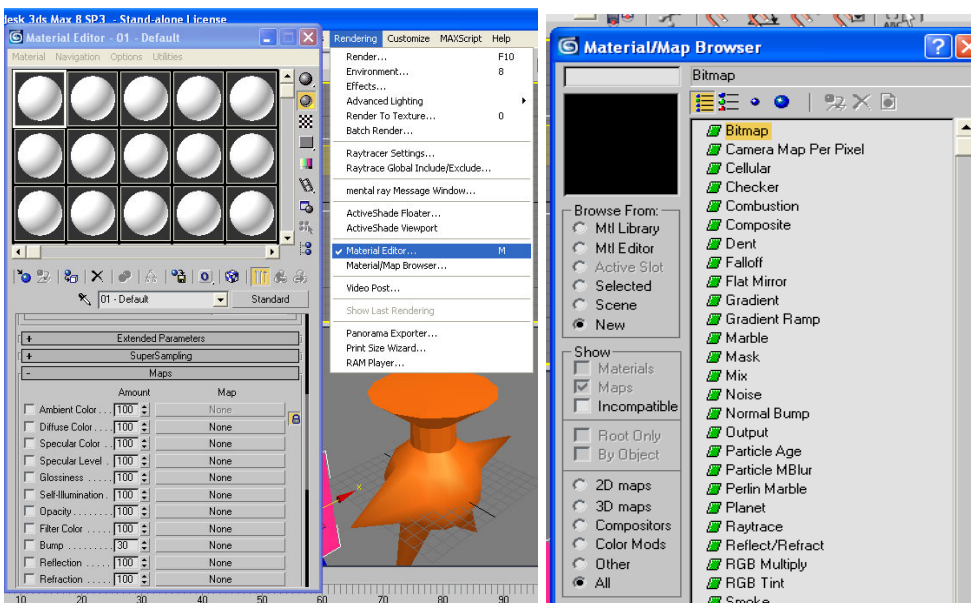 desk 3ds Max 8 SP3 - Stand-alone License
Material Editor - 01 - Default
Material Navigation Options Utilities
01 - Default
Standard
+ Extended Parameters
+ SuperSampling
- Maps
Amount Map
Ambient Color . . . 100 None
Diffuse Color . . . . 100 None
Specular Color . . 100 None
Specular Level . . 100 None
Glossiness . . . . . 100 None
Self-Illumination . 100 None
Opacity . . . . . . . . 100 None
Filter Color . . . . . 100 None
Bump . . . . . . . . . 30 None
Reflection . . . . . 100 None
Refraction . . . . . 100 None
10 20 30 40 50 60 70 80 90
Rendering Customize MAXScript Help
Render... F10
Environment... 8
Effects...
Advanced Lighting
Render To Texture... 0
Batch Render...
Raytracer Settings...
Raytrace Global Include/Exclude...
mental ray Message Window...
ActiveShade Floater...
ActiveShade Viewport
Material Editor... M
Material/Map Browser...
Video Post...
Show Last Rendering
Panorama Exporter...
Print Size Wizard...
RAM Player...
x
ABC
Material/Map Browser
Bitmap
Browse From:
Mtl Library
Mtl Editor
Active Slot
Selected
Scene
New
Show
Materials
Maps
Incompatible
Root Only
By Object
2D maps
3D maps
Compositors
Color Mods
Other
All
Bitmap
Camera Map Per Pixel
Cellular
Checker
Combustion
Composite
Dent
Falloff
Flat Mirror
Gradient
Gradient Ramp
Marble
Mask
Mix
Noise
Normal Bump
Output
Particle Age
Particle MBlur
Perlin Marble
Planet
Raytrace
Reflect/Refract
RGB Multiply
RGB Tint
Smoke